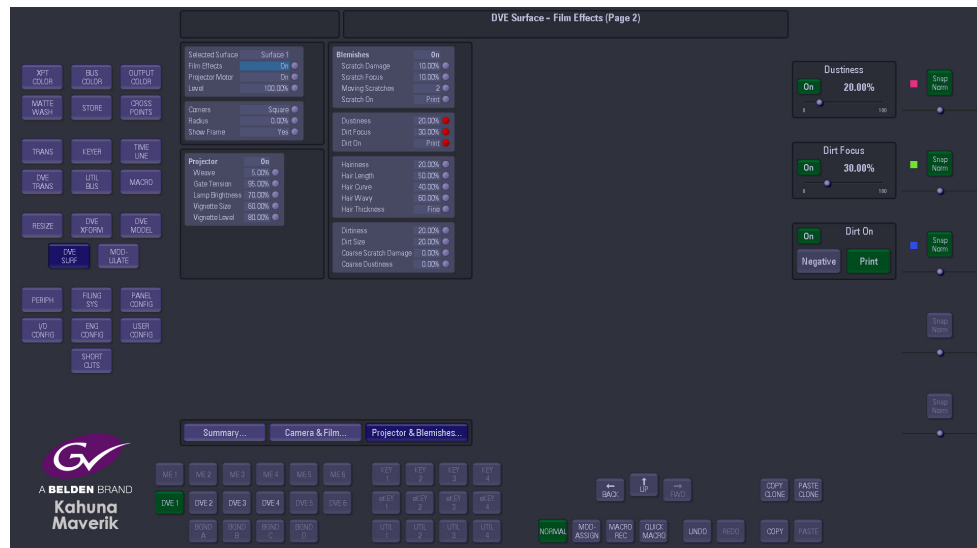 DVE Surface - Film Effects (Page 2)
XPT COLOR
BUS COLOR
OUTPUT COLOR
MATTE WASH
STORE
CROSS POINTS
TRANS
KEYER
TIME LINE
DVE TRANS
UTIL BUS
MACRO
RESIZE
DVE XFORM
DVE MODEL
DVE SURF
MOD-ULATE
PERIPH
FILING SYS
PANEL CONFIG
I/O CONFIG
ENG CONFIG
USER CONFIG
SHORT CUTS
Selected Surface Surface 1
Film Effects On
Projector Motor On
Level 100.00%
Corners Square
Radius 0.00%
Show Frame Yes
Projector On
Weave 5.00%
Gate Tension 95.00%
Lamp Brightness 70.00%
Vignette Size 60.00%
Vignette Level 80.00%
Blemishes On
Scratch Damage 10.00%
Scratch Focus 10.00%
Moving Scratches 2
Scratch On Print
Dustiness 20.00%
Dirt Focus 30.00%
Dirt On Print
Hairiness 20.00%
Hair Length 50.00%
Hair Curve 40.00%
Hair Wavy 60.00%
Hair Thickness Fine
Dirtiness 20.00%
Dirt Size 20.00%
Coarse Scratch Damage 0.00%
Coarse Dustiness 0.00%
Dustiness
On 20.00%
0 100
Snap Norm
Dirt Focus
On 30.00%
100
Snap Norm
On Dirt On
Negative Print
Snap Norm
Snap Norm
Snap Norm
Summary... Camera & Film... Projector & Blemishes...
GV
A BELDEN BRAND
Kahuna
Maverik
ME 1 ME 2 ME 3 ME 4 ME 5 ME 6
DVE 1 DVE 2 DVE 3 DVE 4 DVE 5 DVE 6
BGND A BGND B BGND C BGND D
KEY 1 KEY 2 KEY 3 KEY 4
eKEY 1 eKEY 2 eKEY 3 eKEY 4
UTIL 1 UTIL 2 UTIL 3 UTIL 4
← BACK
↑ UP
→ FWD
COPY CLONE
PASTE CLONE
NORMAL
MOD-ASSIGN
MACRO REC
QUICK MACRO
UNDO
REDO
COPY
PASTE